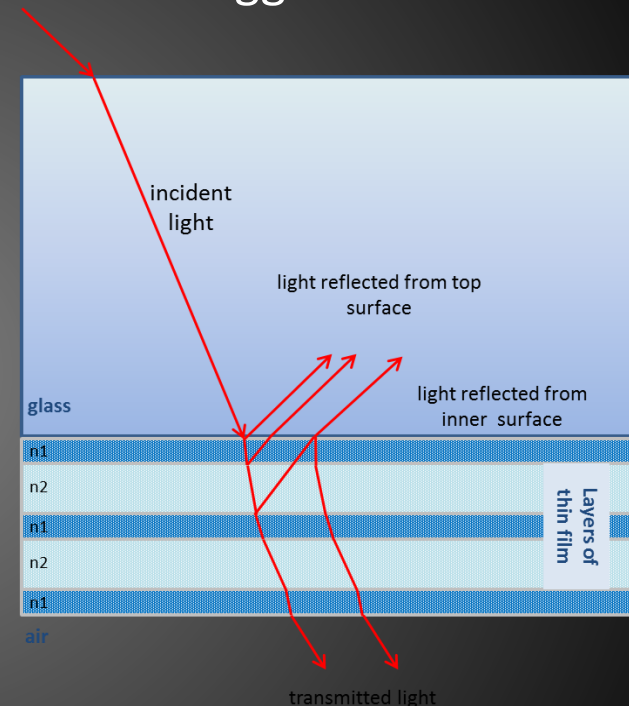 gg
incident
light
light reflected from top
surface
glass
light reflected from
inner surface
n1
n2
n1
n2
n1
Layers of
thin film
air
transmitted light